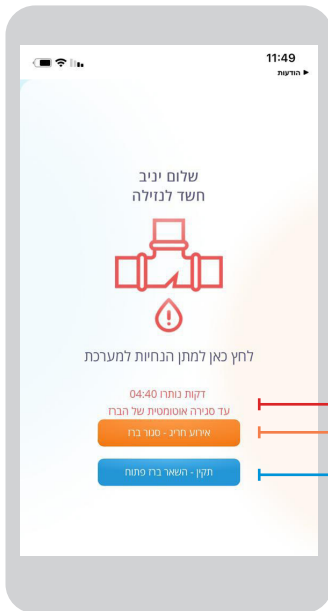 11:49
הודעות ◀
שלום יניב
חשד לנזילה
לחץ כאן למתן הנחיות למערכת
דקות נותרו 04:40
עד סגירה אוטומטית של הברז
אירוע חריג - סגור ברז
תקין - השאר ברז פתוח